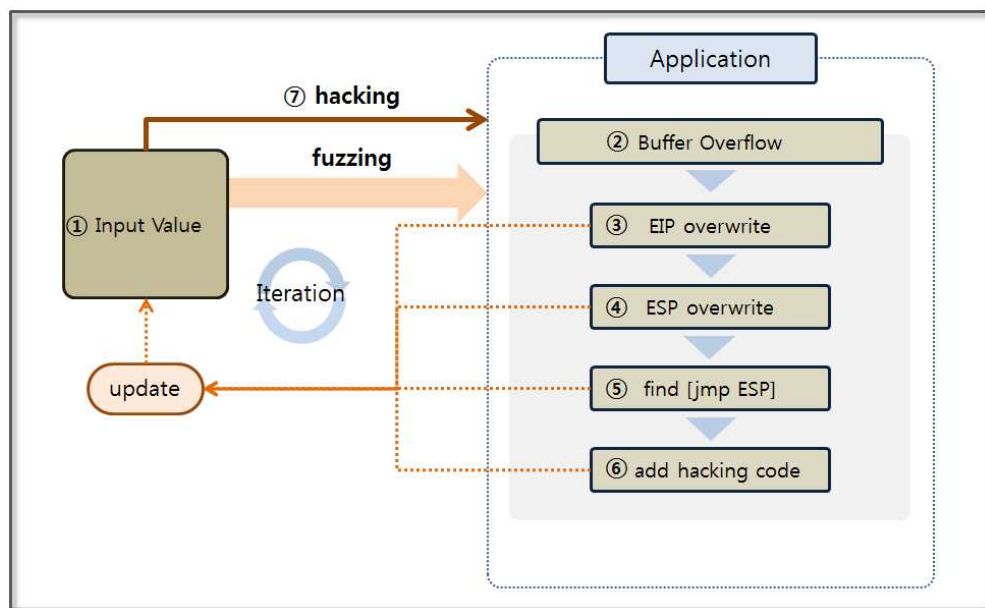 Application
⑦ hacking
② Buffer Overflow
fuzzing
① Input Value
③ EIP overwrite
Iteration
④ ESP overwrite
update
⑤ find [jmp ESP]
⑥ add hacking code